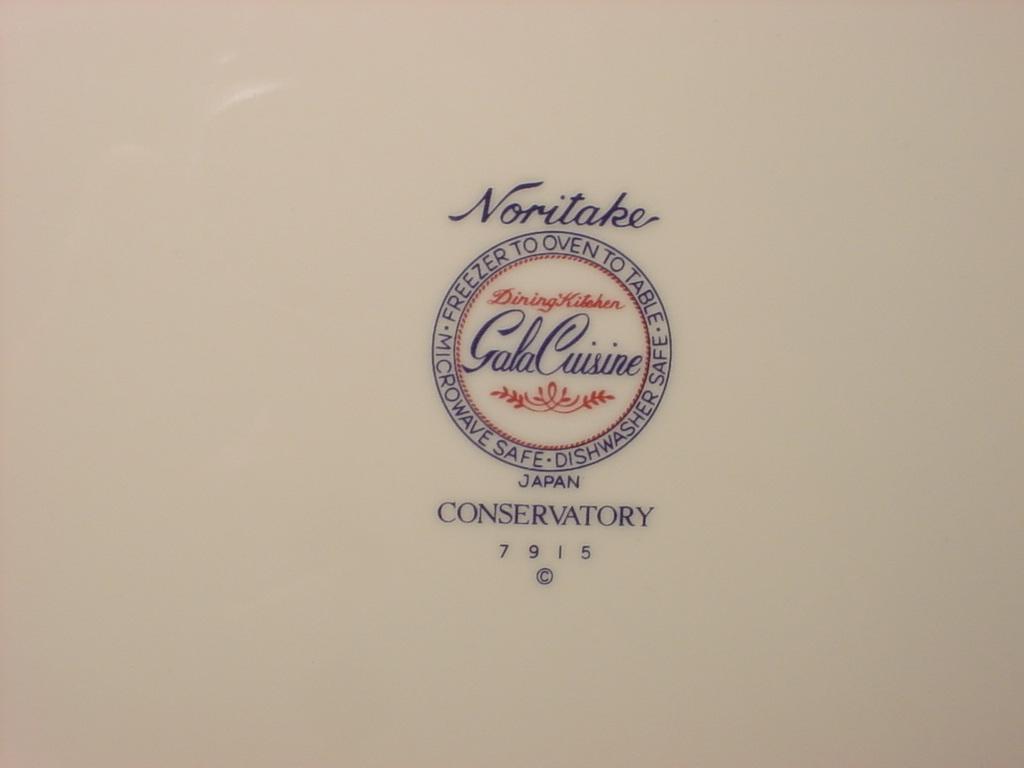 Noritake
FREEZER TO OVEN TO TABLE · DISHWASHER SAFE · MICROWAVE SAFE ·
Dining Kitchen
Gala Cuisine
JAPAN
CONSERVATORY
7915
©